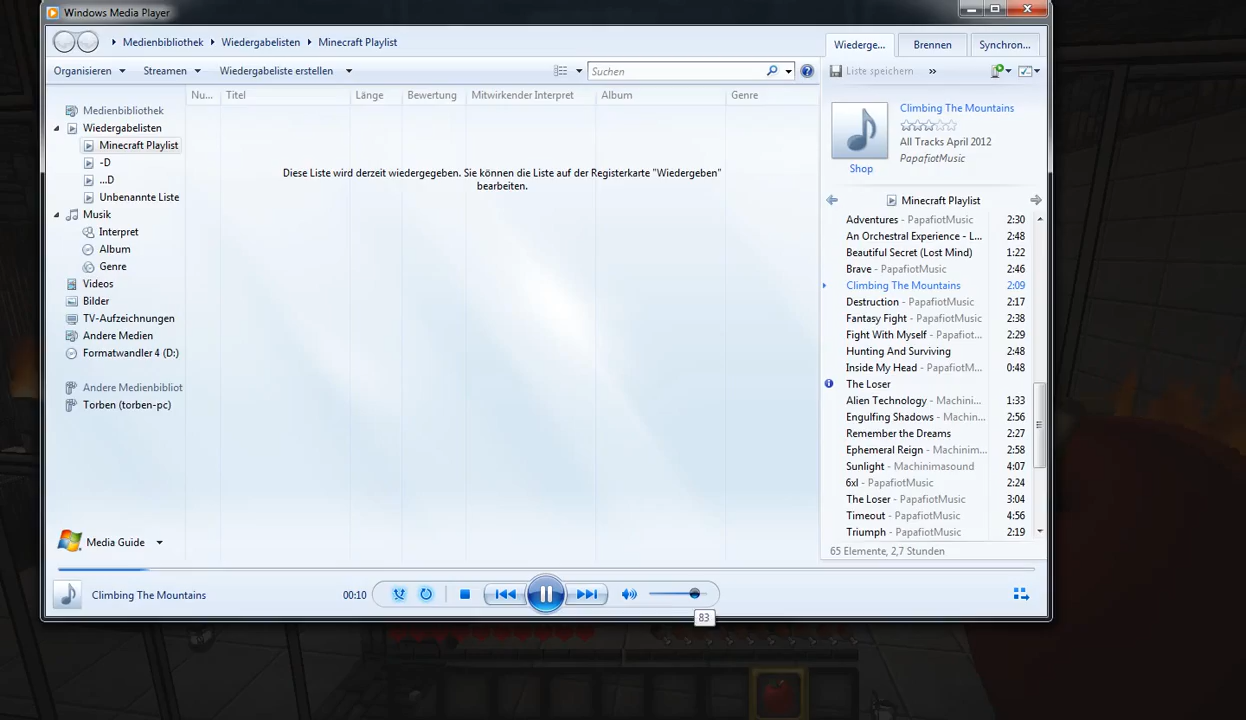 Windows Media Player
Medienbibliothek
Wiedergabelisten
Minecraft Playlist
Wiederge...
Brennen
Synchron...
Organisieren
Streamen
Wiedergabeliste erstellen
Suchen
Liste speichern
»
Nu...
Titel
Länge
Bewertung
Mitwirkender Interpret
Album
Genre
Medienbibliothek
Wiedergabelisten
Minecraft Playlist
-D
...D
Unbenannte Liste
Musik
Interpret
Album
Genre
Videos
Bilder
TV-Aufzeichnungen
Andere Medien
Formatwandler 4 (D:)
Andere Medienbibliot
Torben (torben-pc)
Media Guide
Diese Liste wird derzeit wiedergegeben. Sie können die Liste auf der Registerkarte "Wiedergeben"
bearbeiten.
Climbing The Mountains
All Tracks April 2012
PapafiotMusic
Shop
Minecraft Playlist
Adventures - PapafiotMusic 2:30
An Orchestral Experience - L... 2:48
Beautiful Secret (Lost Mind) 1:22
Brave - PapafiotMusic 2:46
Climbing The Mountains 2:09
Destruction - PapafiotMusic 2:17
Fantasy Fight - PapafiotMusic 2:38
Fight With Myself - Papafiot... 2:29
Hunting And Surviving 2:48
Inside My Head - PapafiotM... 0:48
The Loser
Alien Technology - Machini... 1:33
Engulfing Shadows - Machin... 2:56
Remember the Dreams 2:27
Ephemeral Reign - Machinim... 2:58
Sunlight - Machinimasound 4:07
6xl - PapafiotMusic 2:24
The Loser - PapafiotMusic 3:04
Timeout - PapafiotMusic 4:56
Triumph - PapafiotMusic 2:19
65 Elemente, 2,7 Stunden
Climbing The Mountains
00:10
83